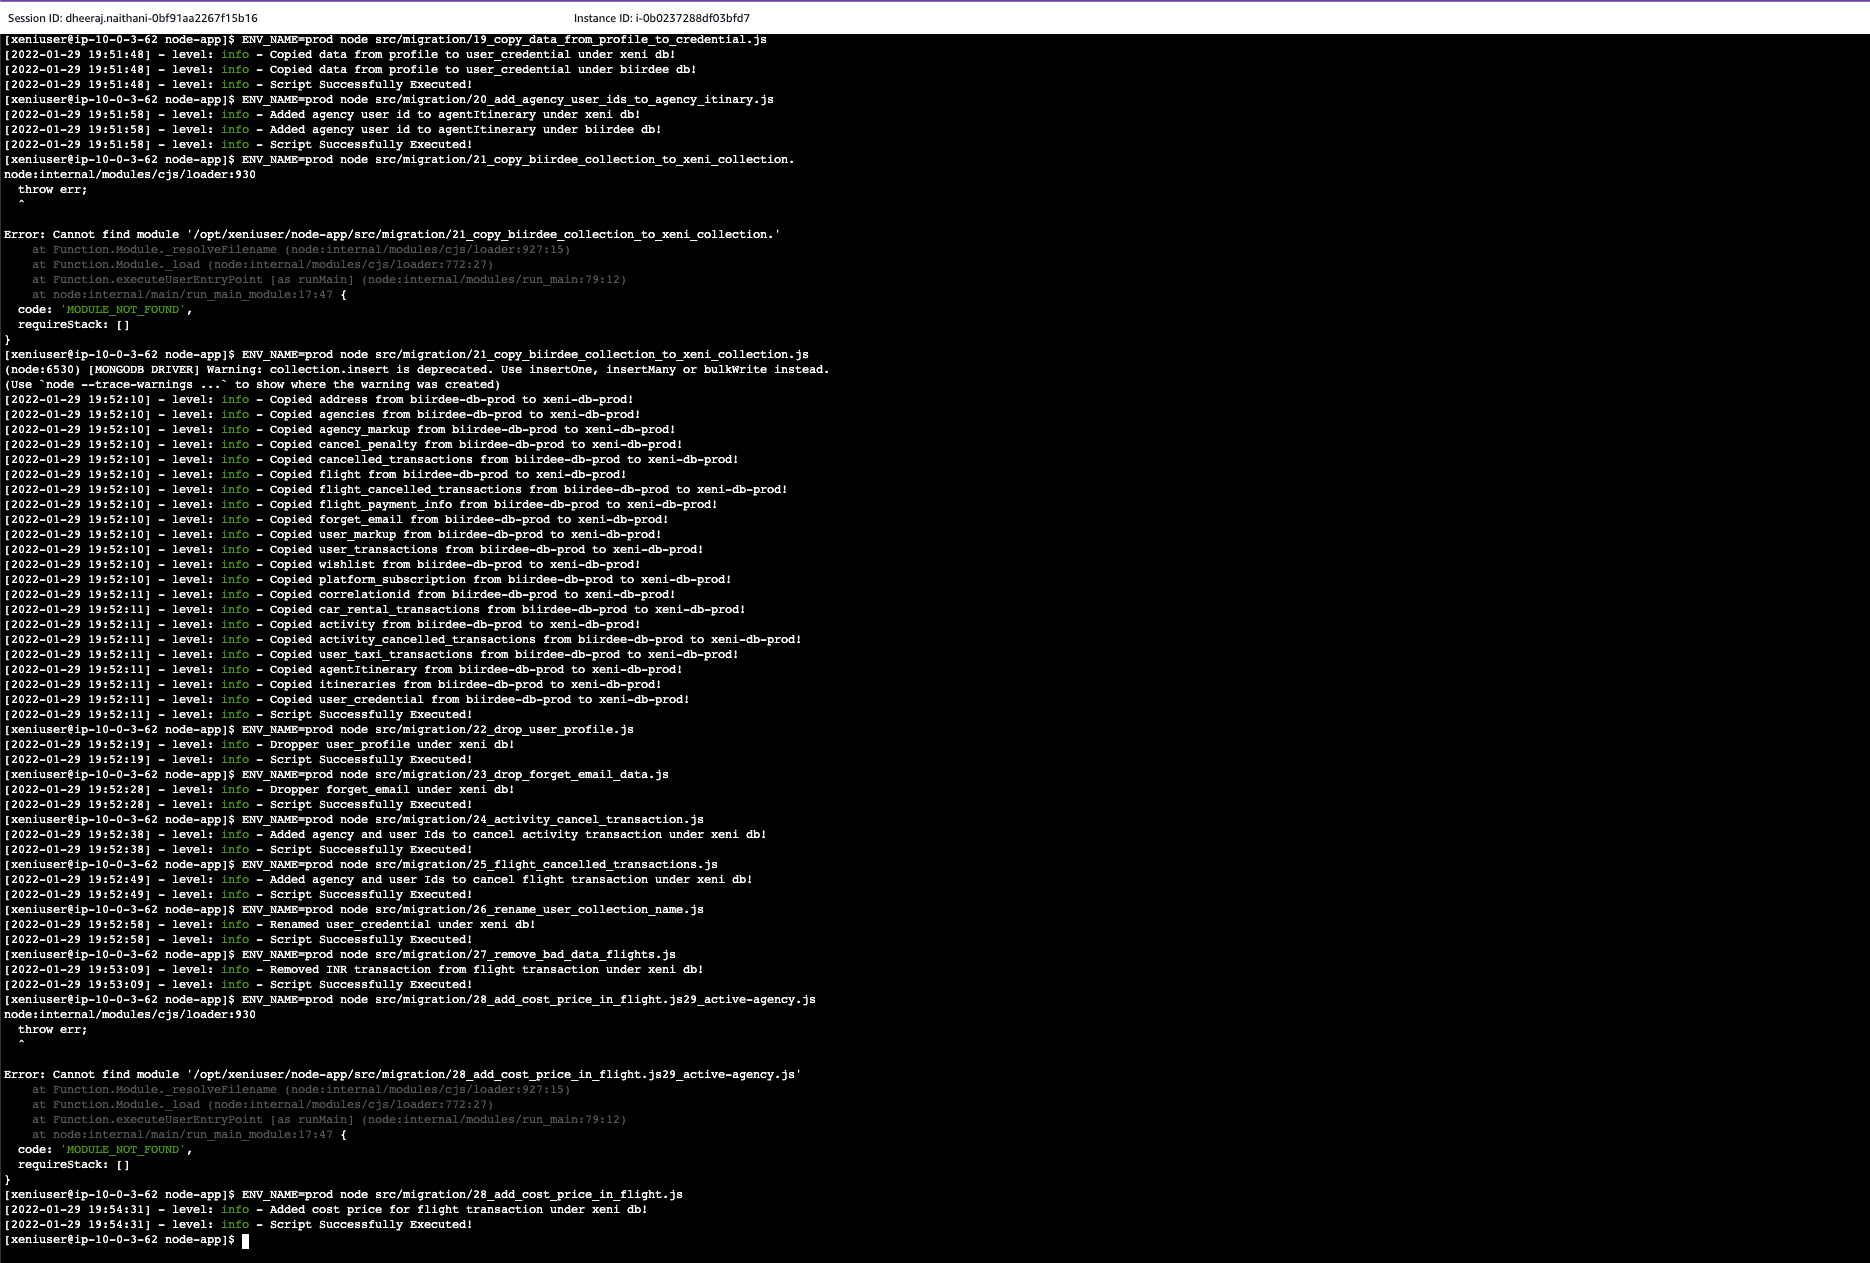 Session ID: dheeraj.naithani-0bf91aa2267f15b16 Instance ID: i-0b0237288df03bfd7
[xeniuser@ip-10-0-3-62 node-app]$ ENV_NAME=prod node src/migration/19_copy_data_from_profile_to_credential.js
[2022-01-29 19:51:48] - level: info - Copied data from profile to user_credential under xeni db!
[2022-01-29 19:51:48] - level: info - Copied data from profile to user_credential under biirdee db!
[2022-01-29 19:51:48] - level: info - Script Successfully Executed!
[xeniuser@ip-10-0-3-62 node-app]$ ENV_NAME=prod node src/migration/20_add_agency_user_ids_to_agency_itinary.js
[2022-01-29 19:51:58] - level: info - Added agency user id to agentItinerary under xeni db!
[2022-01-29 19:51:58] - level: info - Added agency user id to agentItinerary under biirdee db!
[2022-01-29 19:51:58] - level: info - Script Successfully Executed!
[xeniuser@ip-10-0-3-62 node-app]$ ENV_NAME=prod node src/migration/21_copy_biirdee_collection_to_xeni_collection.
node:internal/modules/cjs/loader:930
  throw err;
  ^
Error: Cannot find module '/opt/xeniuser/node-app/src/migration/21_copy_biirdee_collection_to_xeni_collection.'
    at Function.Module._resolveFilename (node:internal/modules/cjs/loader:927:15)
    at Function.Module._load (node:internal/modules/cjs/loader:772:27)
    at Function.executeUserEntryPoint [as runMain] (node:internal/modules/run_main:79:12)
    at node:internal/main/run_main_module:17:47 {
  code: 'MODULE_NOT_FOUND',
  requireStack: []
}
[xeniuser@ip-10-0-3-62 node-app]$ ENV_NAME=prod node src/migration/21_copy_biirdee_collection_to_xeni_collection.js
(node:6530) [MONGODB DRIVER] Warning: collection.insert is deprecated. Use insertOne, insertMany or bulkWrite instead.
(Use `node --trace-warnings ...` to show where the warning was created)
[2022-01-29 19:52:10] - level: info - Copied address from biirdee-db-prod to xeni-db-prod!
[2022-01-29 19:52:10] - level: info - Copied agencies from biirdee-db-prod to xeni-db-prod!
[2022-01-29 19:52:10] - level: info - Copied agency_markup from biirdee-db-prod to xeni-db-prod!
[2022-01-29 19:52:10] - level: info - Copied cancel_penalty from biirdee-db-prod to xeni-db-prod!
[2022-01-29 19:52:10] - level: info - Copied cancelled_transactions from biirdee-db-prod to xeni-db-prod!
[2022-01-29 19:52:10] - level: info - Copied flight from biirdee-db-prod to xeni-db-prod!
[2022-01-29 19:52:10] - level: info - Copied flight_cancelled_transactions from biirdee-db-prod to xeni-db-prod!
[2022-01-29 19:52:10] - level: info - Copied flight_payment_info from biirdee-db-prod to xeni-db-prod!
[2022-01-29 19:52:10] - level: info - Copied forget_email from biirdee-db-prod to xeni-db-prod!
[2022-01-29 19:52:10] - level: info - Copied user_markup from biirdee-db-prod to xeni-db-prod!
[2022-01-29 19:52:10] - level: info - Copied user_transactions from biirdee-db-prod to xeni-db-prod!
[2022-01-29 19:52:10] - level: info - Copied wishlist from biirdee-db-prod to xeni-db-prod!
[2022-01-29 19:52:10] - level: info - Copied platform_subscription from biirdee-db-prod to xeni-db-prod!
[2022-01-29 19:52:11] - level: info - Copied correlationid from biirdee-db-prod to xeni-db-prod!
[2022-01-29 19:52:11] - level: info - Copied car_rental_transactions from biirdee-db-prod to xeni-db-prod!
[2022-01-29 19:52:11] - level: info - Copied activity from biirdee-db-prod to xeni-db-prod!
[2022-01-29 19:52:11] - level: info - Copied activity_cancelled_transactions from biirdee-db-prod to xeni-db-prod!
[2022-01-29 19:52:11] - level: info - Copied user_taxi_transactions from biirdee-db-prod to xeni-db-prod!
[2022-01-29 19:52:11] - level: info - Copied agentItinerary from biirdee-db-prod to xeni-db-prod!
[2022-01-29 19:52:11] - level: info - Copied itineraries from biirdee-db-prod to xeni-db-prod!
[2022-01-29 19:52:11] - level: info - Copied user_credential from biirdee-db-prod to xeni-db-prod!
[2022-01-29 19:52:11] - level: info - Script Successfully Executed!
[xeniuser@ip-10-0-3-62 node-app]$ ENV_NAME=prod node src/migration/22_drop_user_profile.js
[2022-01-29 19:52:19] - level: info - Dropper user_profile under xeni db!
[2022-01-29 19:52:19] - level: info - Script Successfully Executed!
[xeniuser@ip-10-0-3-62 node-app]$ ENV_NAME=prod node src/migration/23_drop_forget_email_data.js
[2022-01-29 19:52:28] - level: info - Dropper forget_email under xeni db!
[2022-01-29 19:52:28] - level: info - Script Successfully Executed!
[xeniuser@ip-10-0-3-62 node-app]$ ENV_NAME=prod node src/migration/24_activity_cancel_transaction.js
[2022-01-29 19:52:38] - level: info - Added agency and user Ids to cancel activity transaction under xeni db!
[2022-01-29 19:52:38] - level: info - Script Successfully Executed!
[xeniuser@ip-10-0-3-62 node-app]$ ENV_NAME=prod node src/migration/25_flight_cancelled_transactions.js
[2022-01-29 19:52:49] - level: info - Added agency and user Ids to cancel flight transaction under xeni db!
[2022-01-29 19:52:49] - level: info - Script Successfully Executed!
[xeniuser@ip-10-0-3-62 node-app]$ ENV_NAME=prod node src/migration/26_rename_user_collection_name.js
[2022-01-29 19:52:58] - level: info - Renamed user_credential under xeni db!
[2022-01-29 19:52:58] - level: info - Script Successfully Executed!
[xeniuser@ip-10-0-3-62 node-app]$ ENV_NAME=prod node src/migration/27_remove_bad_data_flights.js
[2022-01-29 19:53:09] - level: info - Removed INR transaction from flight transaction under xeni db!
[2022-01-29 19:53:09] - level: info - Script Successfully Executed!
[xeniuser@ip-10-0-3-62 node-app]$ ENV_NAME=prod node src/migration/28_add_cost_price_in_flight.js29_active-agency.js
node:internal/modules/cjs/loader:930
  throw err;
  ^
Error: Cannot find module '/opt/xeniuser/node-app/src/migration/28_add_cost_price_in_flight.js29_active-agency.js'
    at Function.Module._resolveFilename (node:internal/modules/cjs/loader:927:15)
    at Function.Module._load (node:internal/modules/cjs/loader:772:27)
    at Function.executeUserEntryPoint [as runMain] (node:internal/modules/run_main:79:12)
    at node:internal/main/run_main_module:17:47 {
  code: 'MODULE_NOT_FOUND',
  requireStack: []
}
[xeniuser@ip-10-0-3-62 node-app]$ ENV_NAME=prod node src/migration/28_add_cost_price_in_flight.js
[2022-01-29 19:54:31] - level: info - Added cost price for flight transaction under xeni db!
[2022-01-29 19:54:31] - level: info - Script Successfully Executed!
[xeniuser@ip-10-0-3-62 node-app]$